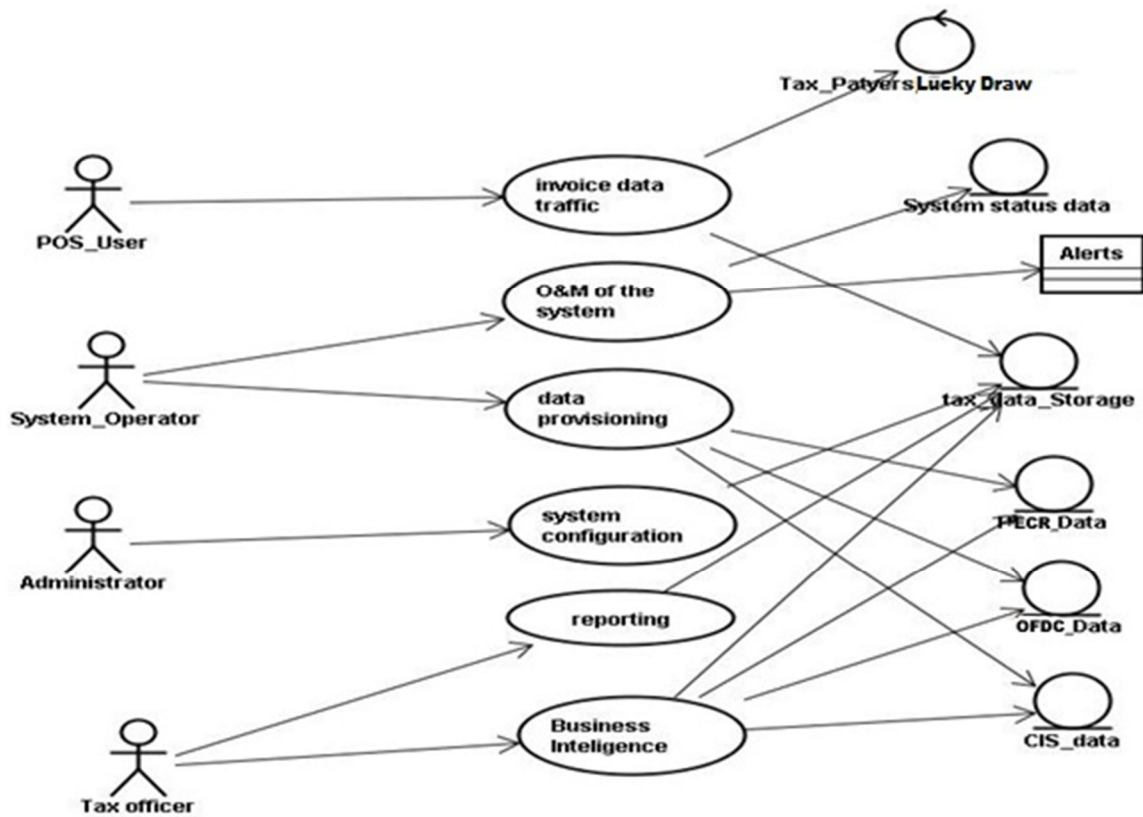 Tax_Patyers Lucky Draw
invoice data
traffic
System status data
POS_User
Alerts
O&M of the
system
System_Operator
data
provisioning
tax_data_Storage
system
configuration
PECR_Data
Administrator
reporting
OFDC_Data
Business
Inteligence
CIS_data
Tax officer